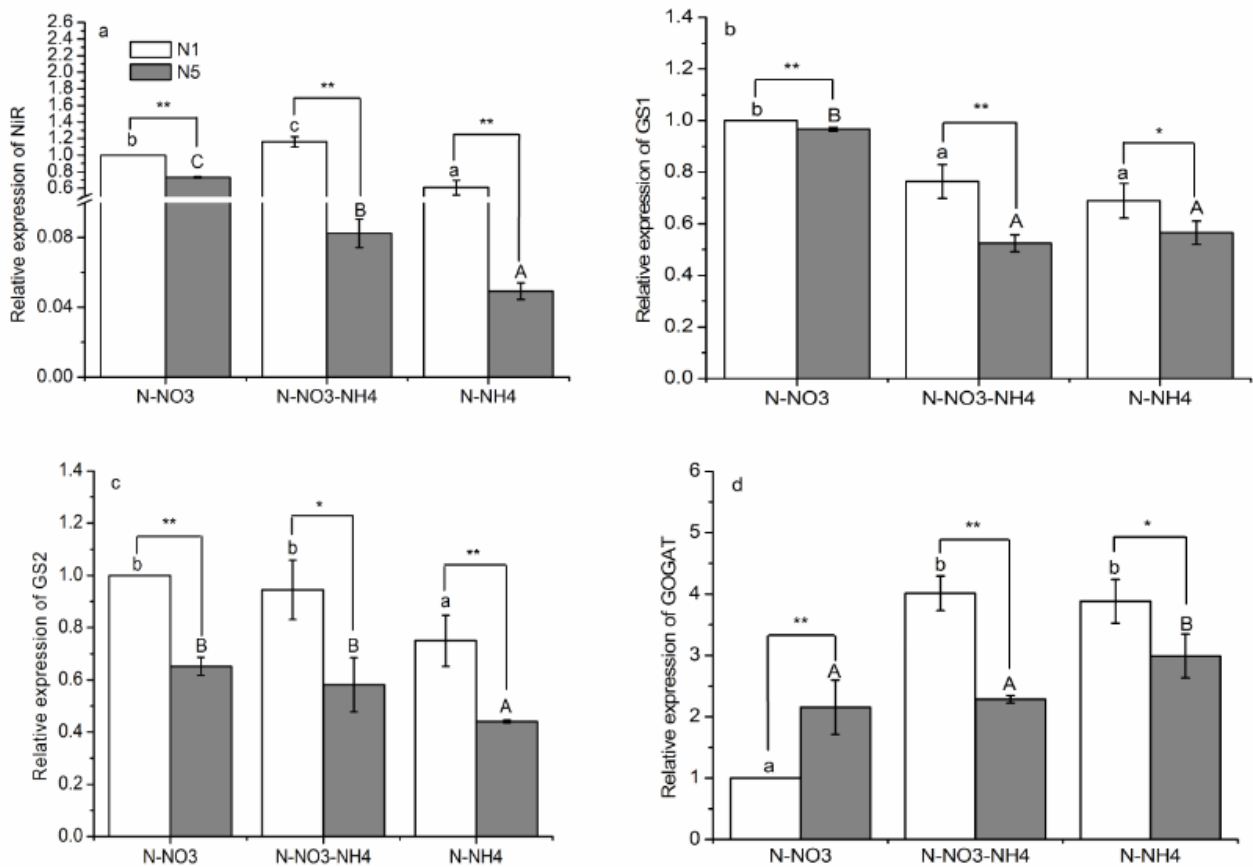 a
N1
N5
Relative expression of NiR
2.6
2.4
2.2
2.0
1.8
1.6
1.4
1.2
1.0
0.8
0.6
0.08
0.04
0.00
**
**
**
b
C
c
B
a
A
N-NO3
N-NO3-NH4
N-NH4
b
Relative expression of GS1
1.4
1.2
1.0
0.8
0.6
0.4
0.2
0.0
**
**
*
b
B
a
A
a
A
N-NO3
N-NO3-NH4
N-NH4
c
Relative expression of GS2
1.4
1.2
1.0
0.8
0.6
0.4
0.2
0.0
**
*
**
b
B
b
B
a
A
N-NO3
N-NO3-NH4
N-NH4
d
Relative expression of GOGAT
6
5
4
3
2
1
0
**
**
*
a
A
b
A
b
B
N-NO3
N-NO3-NH4
N-NH4